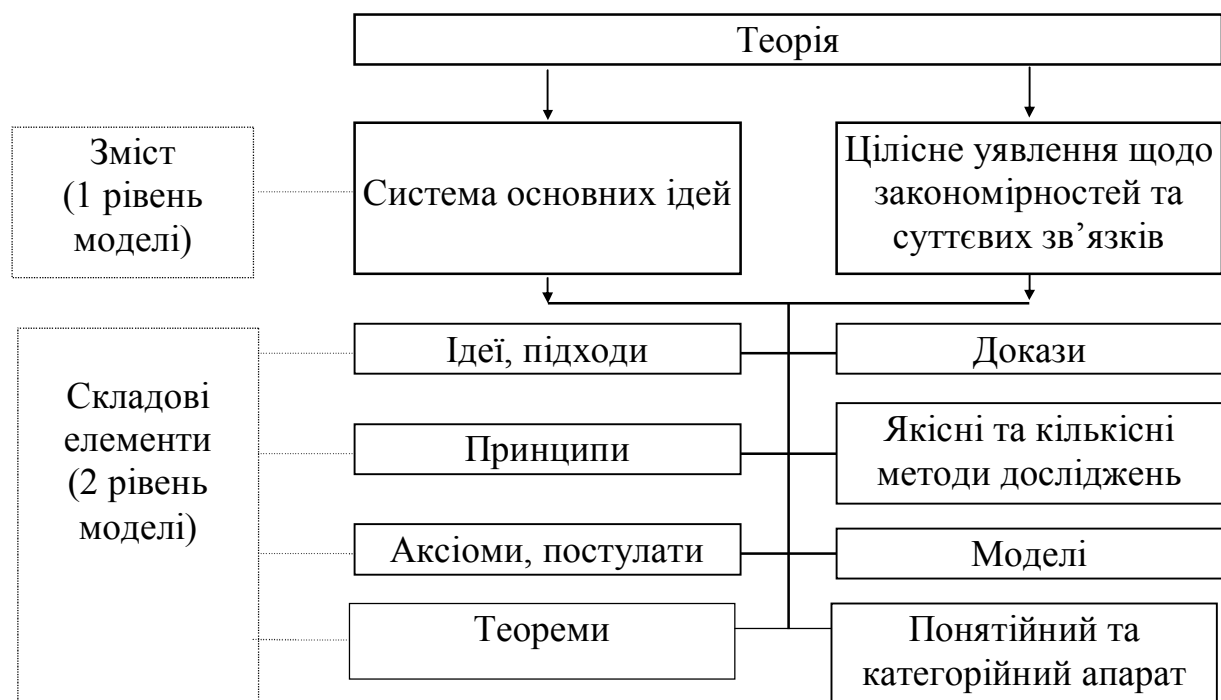 Теорія
Зміст
(1 рівень
моделі)
Система основних ідей
Цілісне уявлення щодо
закономірностей та
суттєвих зв’язків
Складові
елементи
(2 рівень
моделі)
Ідеї, підходи
Докази
Принципи
Якісні та кількісні
методи досліджень
Аксіоми, постулати
Моделі
Теореми
Понятійний та
категорійний апарат